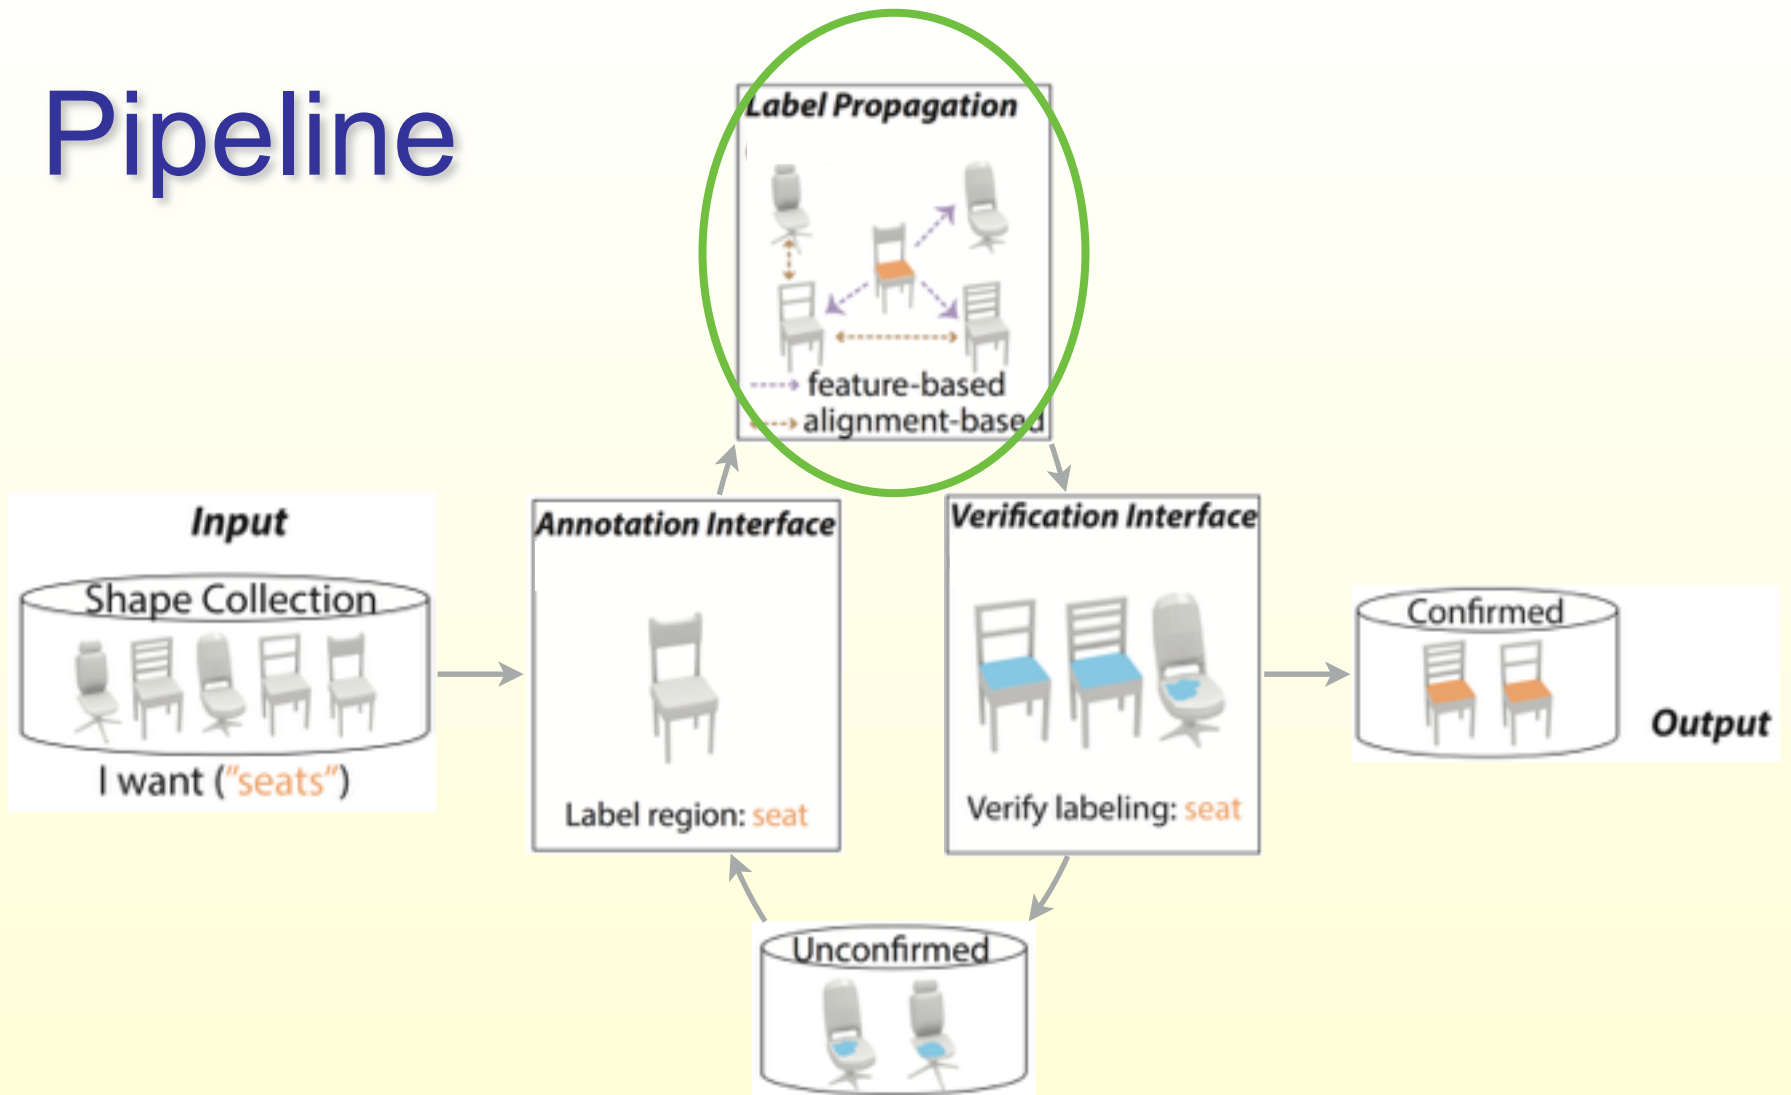 Pipeline
Label Propagation
feature-based
alignment-based
Input
Shape Collection
I want ("seats")
Annotation Interface
Label region: seat
Verification Interface
Verify labeling: seat
Confirmed
Output
Unconfirmed